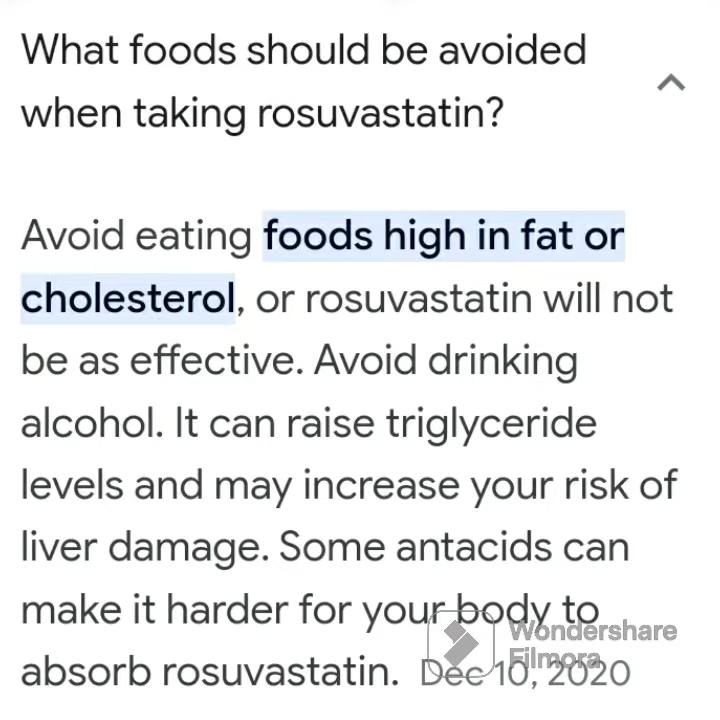 What foods should be avoided
when taking rosuvastatin?
Avoid eating foods high in fat or
cholesterol, or rosuvastatin will not
be as effective. Avoid drinking
alcohol. It can raise triglyceride
levels and may increase your risk of
liver damage. Some antacids can
make it harder for your body to
absorb rosuvastatin. Dec 10, 2020
Wondershare
Filmora